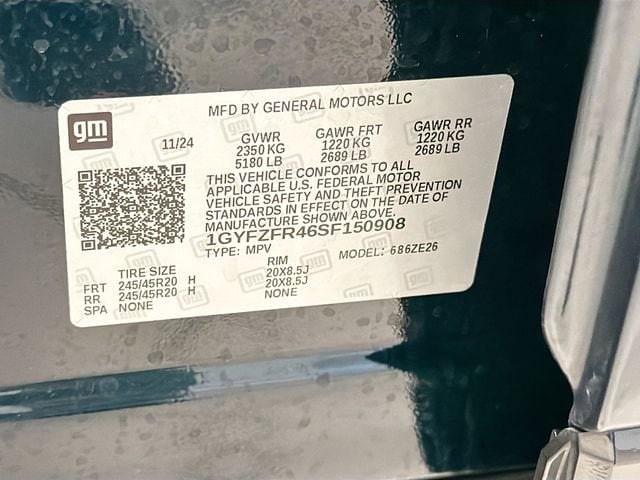 MFD BY GENERAL MOTORS LLC
gm
11/24
GVWR
2350 KG
5180 LB
GAWR FRT
1220 KG
2689 LB
GAWR RR
1220 KG
2689 LB
THIS VEHICLE CONFORMS TO ALL
APPLICABLE U.S. FEDERAL MOTOR
VEHICLE SAFETY AND THEFT PREVENTION
STANDARDS IN EFFECT ON THE DATE OF
MANUFACTURE SHOWN ABOVE.
1GYFZFR46SF150908
TYPE: MPV
MODEL: 686ZE26
TIRE SIZE
RIM
FRT 245/45R20 H 20X8.5J
RR 245/45R20 H 20X8.5J
SPA NONE NONE